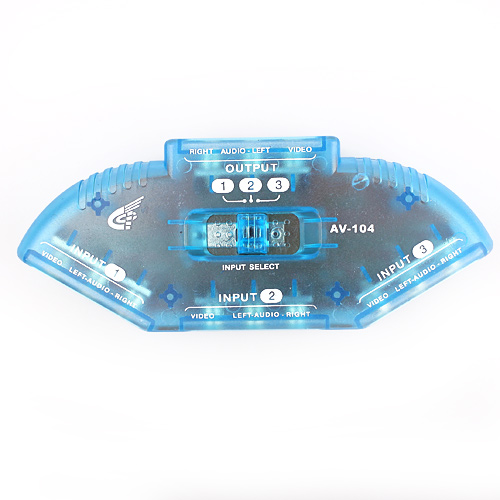 RIGHT AUDIO - LEFT VIDEO
OUTPUT
1 2 3
AV-104
INPUT SELECT
INPUT 1
VIDEO LEFT-AUDIO - RIGHT
INPUT 2
VIDEO LEFT-AUDIO - RIGHT
INPUT 3
VIDEO LEFT-AUDIO - RIGHT